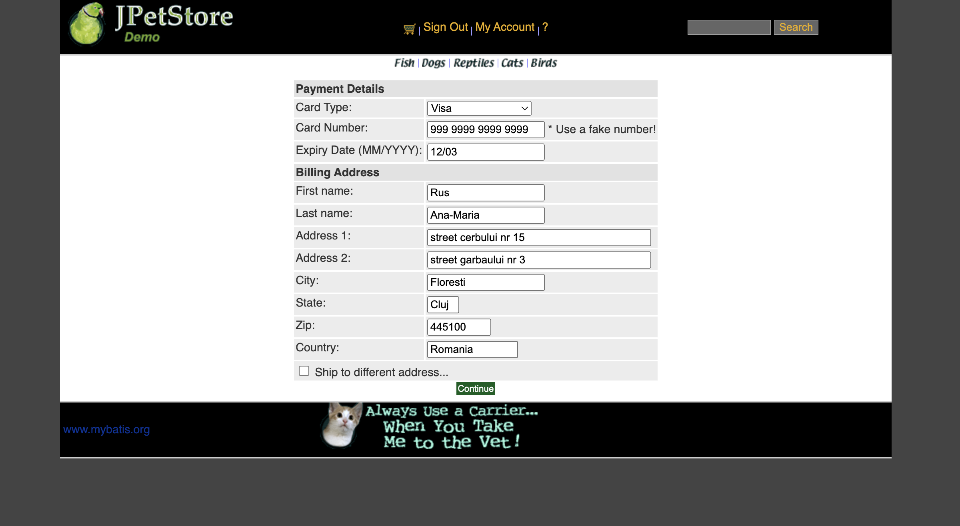 JPetStore
Demo
Sign Out | My Account | ?
Search
Fish | Dogs | Reptiles | Cats | Birds
Payment Details
Card Type: Visa
Card Number: 999 9999 9999 9999 * Use a fake number!
Expiry Date (MM/YYYY): 12/03
Billing Address
First name: Rus
Last name: Ana-Maria
Address 1: street cerbului nr 15
Address 2: street garbaului nr 3
City: Floresti
State: Cluj
Zip: 445100
Country: Romania
Ship to different address...
Continue
www.mybatis.org
Always Use a Carrier...
When You Take
Me to the Vet!